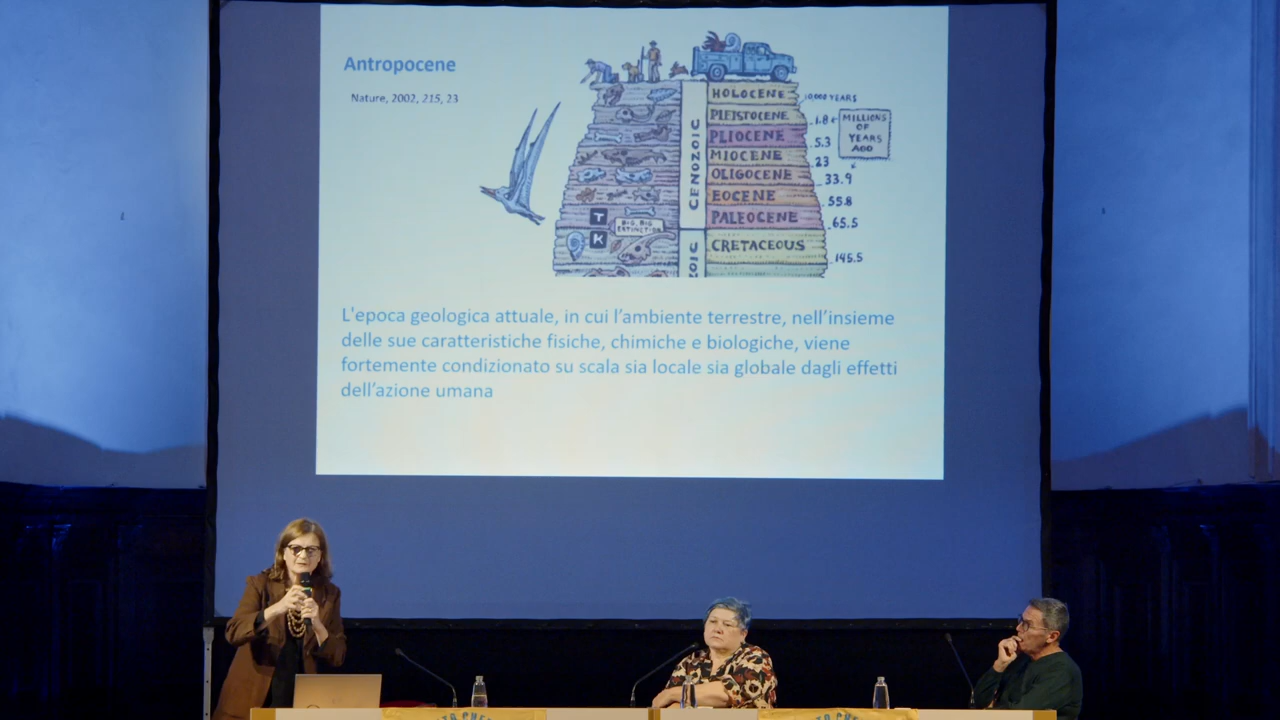 Antropocene
Nature, 2002, 215, 23
HOLOCENE
10,000 YEARS
PLEISTOCENE
1.8
MILLIONS
OF
YEARS
AGO
PLIOCENE
5.3
MIOCENE
23
OLIGOCENE
33.9
EOCENE
55.8
PALEOCENE
65.5
CRETACEOUS
145.5
CENOZOIC
ZOIC
T
K
BIG, BIG
EXTINCTION
L'epoca geologica attuale, in cui l'ambiente terrestre, nell'insieme
delle sue caratteristiche fisiche, chimiche e biologiche, viene
fortemente condizionato su scala sia locale sia globale dagli effetti
dell'azione umana